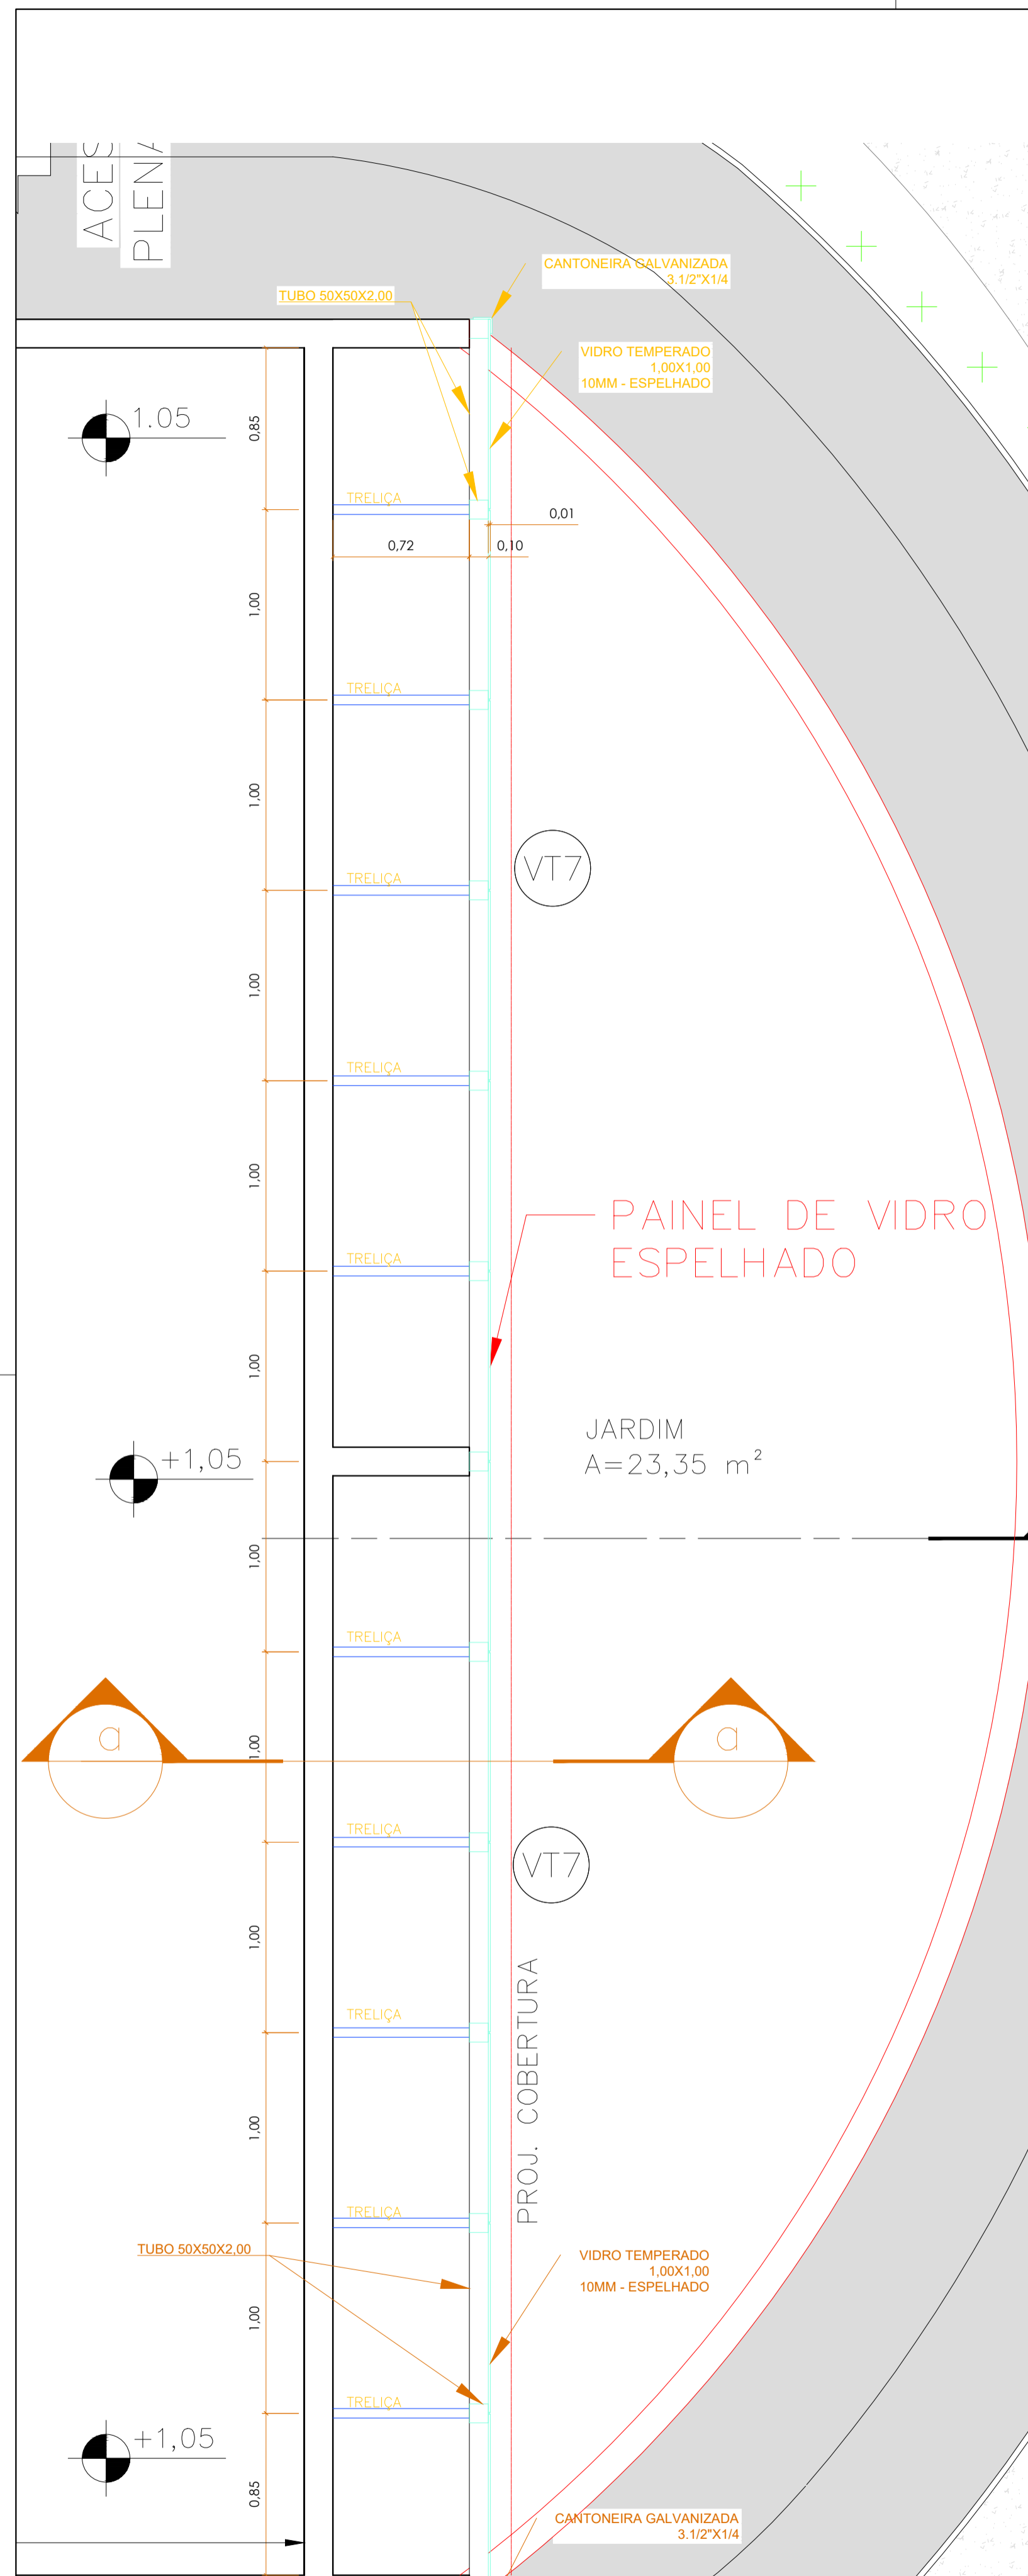 ACES
PLENA
CANTONEIRA GALVANIZADA
3.1/2"X1/4
TUBO 50X50X2,00
VIDRO TEMPERADO
1,00X1,00
10MM - ESPELHADO
1.05
0,85
TRELIÇA
0,01
0,72
0,10
1,00
TRELIÇA
1,00
VT7
TRELIÇA
1,00
TRELIÇA
1,00
PAINEL DE VIDRO
ESPELHADO
TRELIÇA
1,00
JARDIM
A=23,35 m²
+1,05
1,00
TRELIÇA
a
a
1,00
TRELIÇA
VT7
1,00
PROJ. COBERTURA
TRELIÇA
1,00
TRELIÇA
TUBO 50X50X2,00
VIDRO TEMPERADO
1,00X1,00
10MM - ESPELHADO
1,00
TRELIÇA
+1,05
0,85
CANTONEIRA GALVANIZADA
3.1/2"X1/4